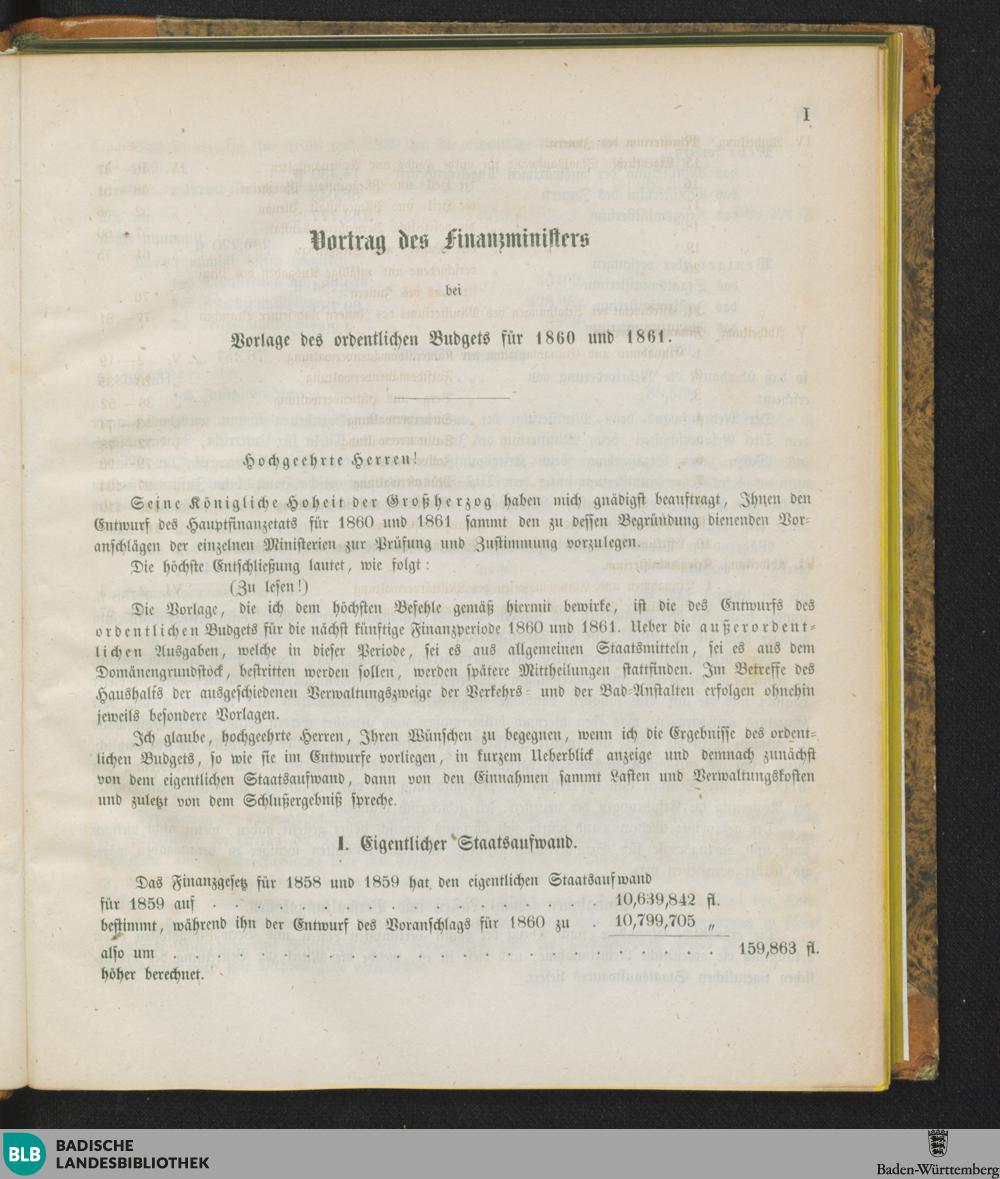 I
Vortrag des Finanzministers
bei
Vorlage des ordentlichen Budgets für 1860 und 1861.
Hochgeehrte Herren!
Seine Königliche Hoheit der Großherzog haben mich gnädigst beauftragt, Ihnen den
Entwurf des Hauptfinanzetats für 1860 und 1861 sammt den zu dessen Begründung dienenden Vor-
anschlägen der einzelnen Ministerien zur Prüfung und Zustimmung vorzulegen.
Die höchste Entschließung lautet, wie folgt:
(Zu lesen!)
Die Vorlage, die ich dem höchsten Befehle gemäß hiermit bewirke, ist die des Entwurfs des
ordentlichen Budgets für die nächst künftige Finanzperiode 1860 und 1861. Ueber die außerordent-
lichen Ausgaben, welche in dieser Periode, sei es aus allgemeinen Staatsmitteln, sei es aus dem
Domänengrundstock, bestritten werden sollen, werden spätere Mittheilungen stattfinden. Im Betreffe des
Haushalts der ausgeschiedenen Verwaltungszweige der Verkehrs- und der Bad-Anstalten erfolgen ohnehin
jeweils besondere Vorlagen.
Ich glaube, hochgeehrte Herren, Ihren Wünschen zu begegnen, wenn ich die Ergebnisse des ordent-
lichen Budgets, so wie sie im Entwurfe vorliegen, in kurzem Ueberblick anzeige und demnach zunächst
von dem eigentlichen Staatsaufwand, dann von den Einnahmen sammt Lasten und Verwaltungskosten
und zuletzt von dem Schlußergebniß spreche.
I. Eigentlicher Staatsaufwand.
Das Finanzgesetz für 1858 und 1859 hat den eigentlichen Staatsaufwand
für 1859 auf . . . . . . . . . . . . . . . . 10,639,842 fl.
bestimmt, während ihn der Entwurf des Voranschlags für 1860 zu . 10,799,705 „
also um . . . . . . . . . . . . . . . . . . . . . . 159,863 fl.
höher berechnet.
BLB
BADISCHE
LANDESBIBLIOTHEK
Baden-Württemberg